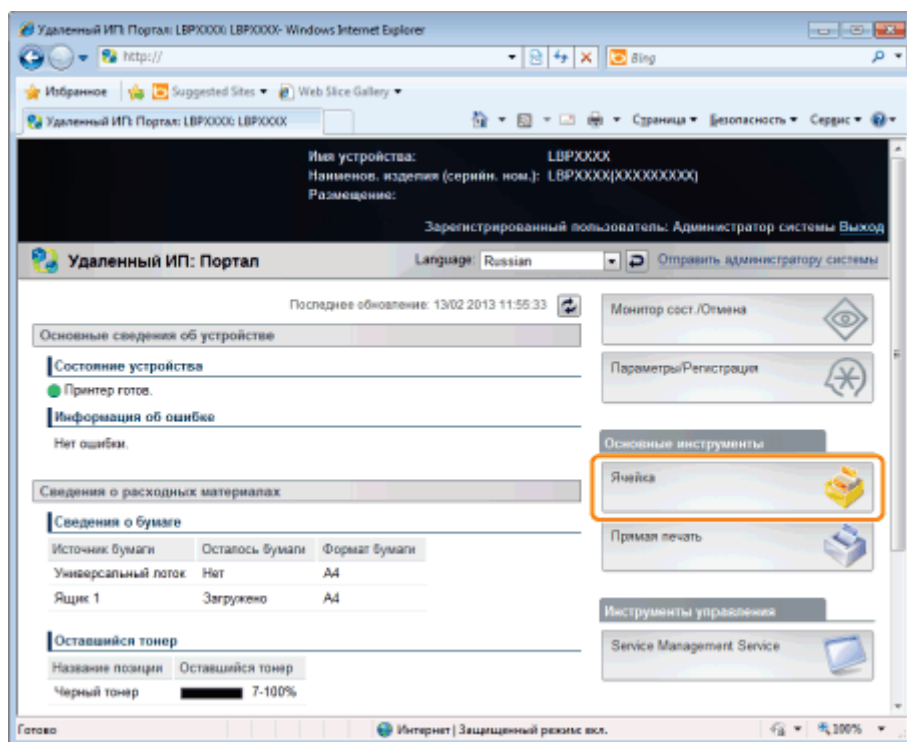 Удаленный ИП: Портал: LBPXXXX: LBPXXXX- Windows Internet Explorer
http://
Bing
Избранное
Suggested Sites
Web Slice Gallery
Удаленный ИП: Портал: LBPXXXX: LBPXXXX
Страница
Безопасность
Сервис
Имя устройства: LBPXXXX
Наименов. изделия (серийн. ном.): LBPXXXX(XXXXXXXXX)
Размещение:
Зарегистрированный пользователь: Администратор системы Выход
Удаленный ИП: Портал
Language: Russian
Отправить администратору системы
Последнее обновление: 13/02 2013 11:55:33
Основные сведения об устройстве
Состояние устройства
Принтер готов.
Информация об ошибке
Нет ошибки.
Сведения о расходных материалах
Сведения о бумаге
Источник бумаги Осталось бумаги Формат бумаги
Универсальный лоток Нет A4
Ящик 1 Загружено A4
Оставшийся тонер
Название позиции Оставшийся тонер
Черный тонер 7-100%
Монитор сост./Отмена
Параметры/Регистрация
Основные инструменты
Ячейка
Прямая печать
Инструменты управления
Service Management Service
Готово
Интернет | Защищенный режим: вкл.
100%